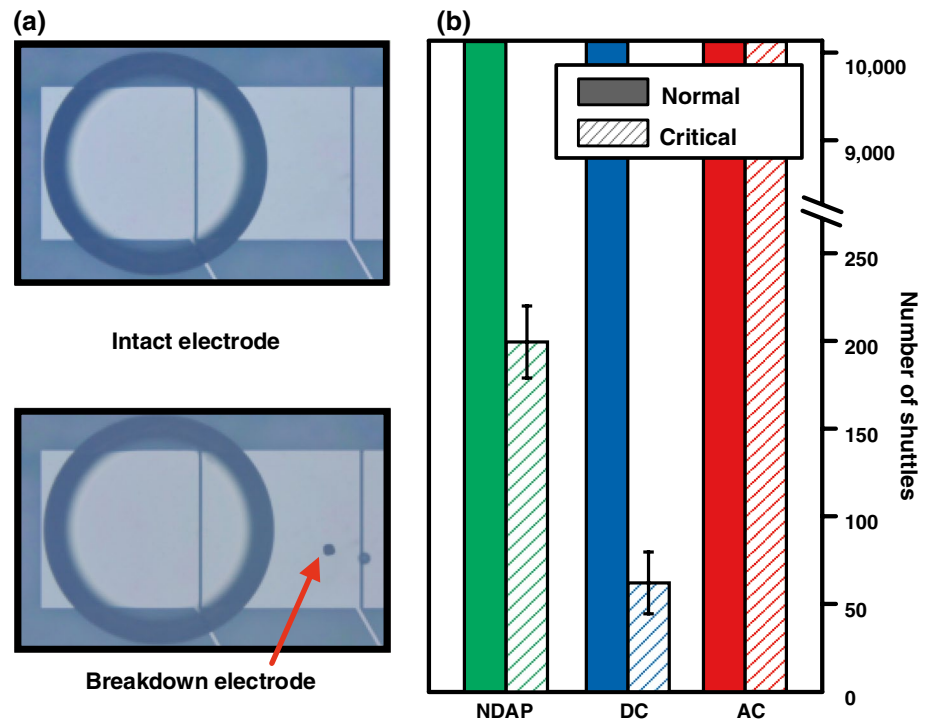 (a)
Intact electrode
Breakdown electrode
(b)
Normal
Critical
10,000
9,000
250
200
150
100
50
0
Number of shuttles
NDAP
DC
AC